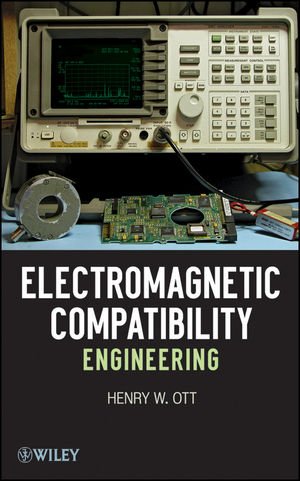 ELECTROMAGNETIC
COMPATIBILITY
ENGINEERING
HENRY W. OTT
WILEY